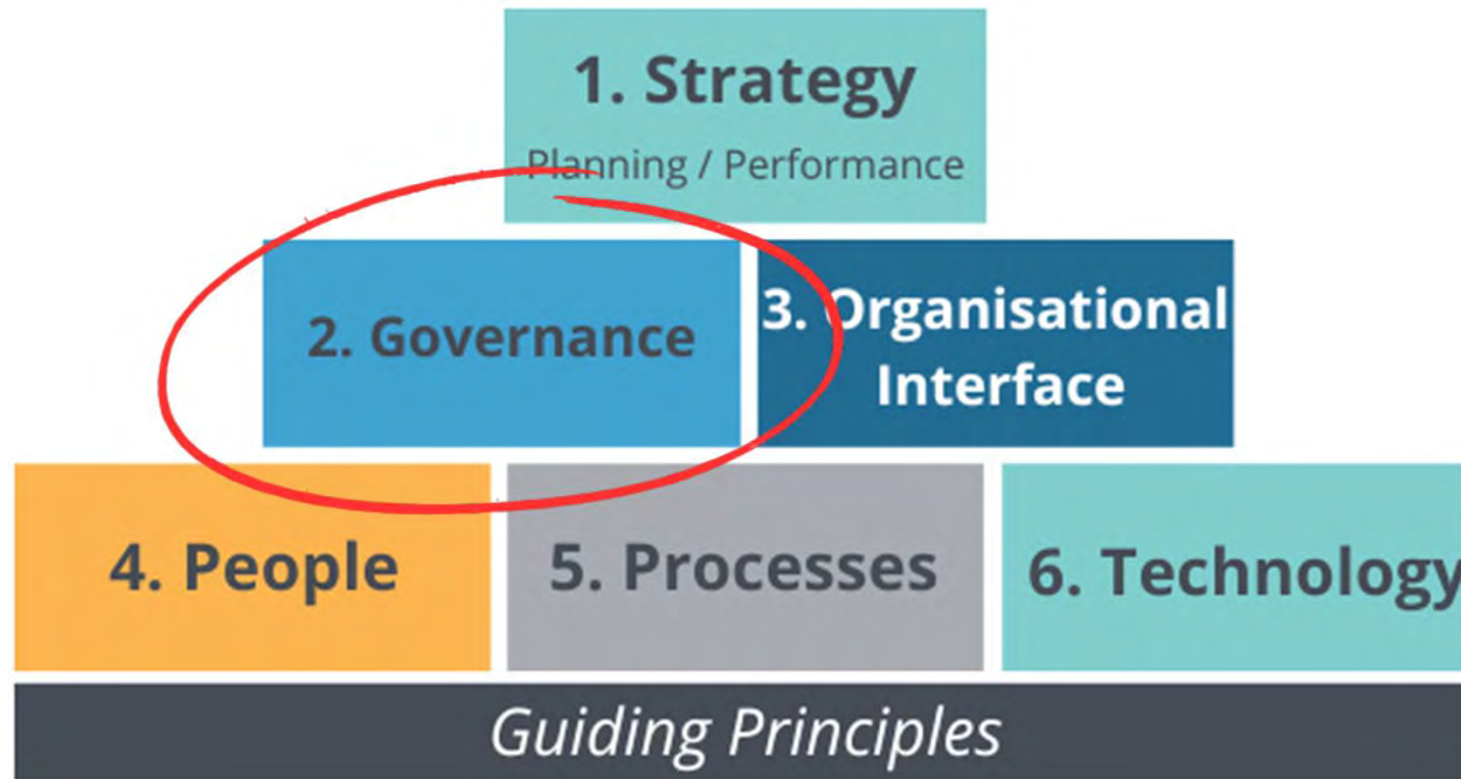 1. Strategy
Planning / Performance
2. Governance
3. Organisational
Interface
4. People
5. Processes
6. Technology
Guiding Principles